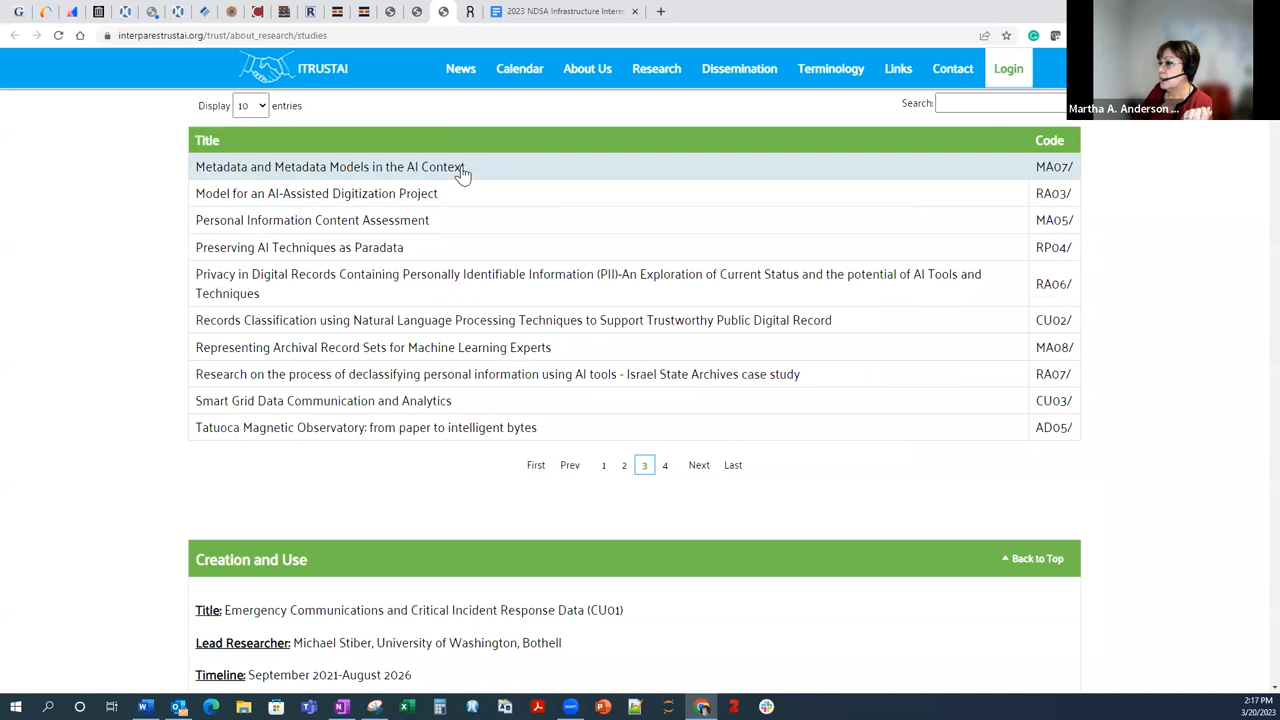 2023 NDSA Infrastructure Interes
interparestrustai.org/trust/about_research/studies
ITRUSTAI
News Calendar About Us Research Dissemination Terminology Links Contact Login
Martha A. Anderson ...
Display 10 entries
Search:
Title Code
Metadata and Metadata Models in the AI Context MA07/
Model for an AI-Assisted Digitization Project RA03/
Personal Information Content Assessment MA05/
Preserving AI Techniques as Paradata RP04/
Privacy in Digital Records Containing Personally Identifiable Information (PII)-An Exploration of Current Status and the potential of AI Tools and
Techniques RA06/
Records Classification using Natural Language Processing Techniques to Support Trustworthy Public Digital Record CU02/
Representing Archival Record Sets for Machine Learning Experts MA08/
Research on the process of declassifying personal information using AI tools - Israel State Archives case study RA07/
Smart Grid Data Communication and Analytics CU03/
Tatuoca Magnetic Observatory: from paper to intelligent bytes AD05/
First Prev 1 2 3 4 Next Last
Creation and Use Back to Top
Title: Emergency Communications and Critical Incident Response Data (CU01)
Lead Researcher: Michael Stiber, University of Washington, Bothell
Timeline: September 2021-August 2026
2:17 PM
3/20/2023